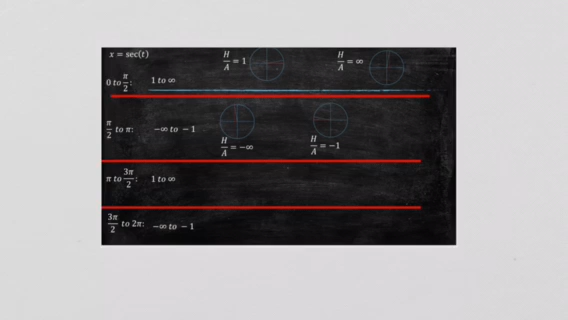 x = sec(t)
H/A = 1
H/A = ∞
0 to π/2: 1 to ∞
π/2 to π: −∞ to −1
H/A = −∞
H/A = −1
π to 3π/2: 1 to ∞
3π/2 to 2π: −∞ to −1